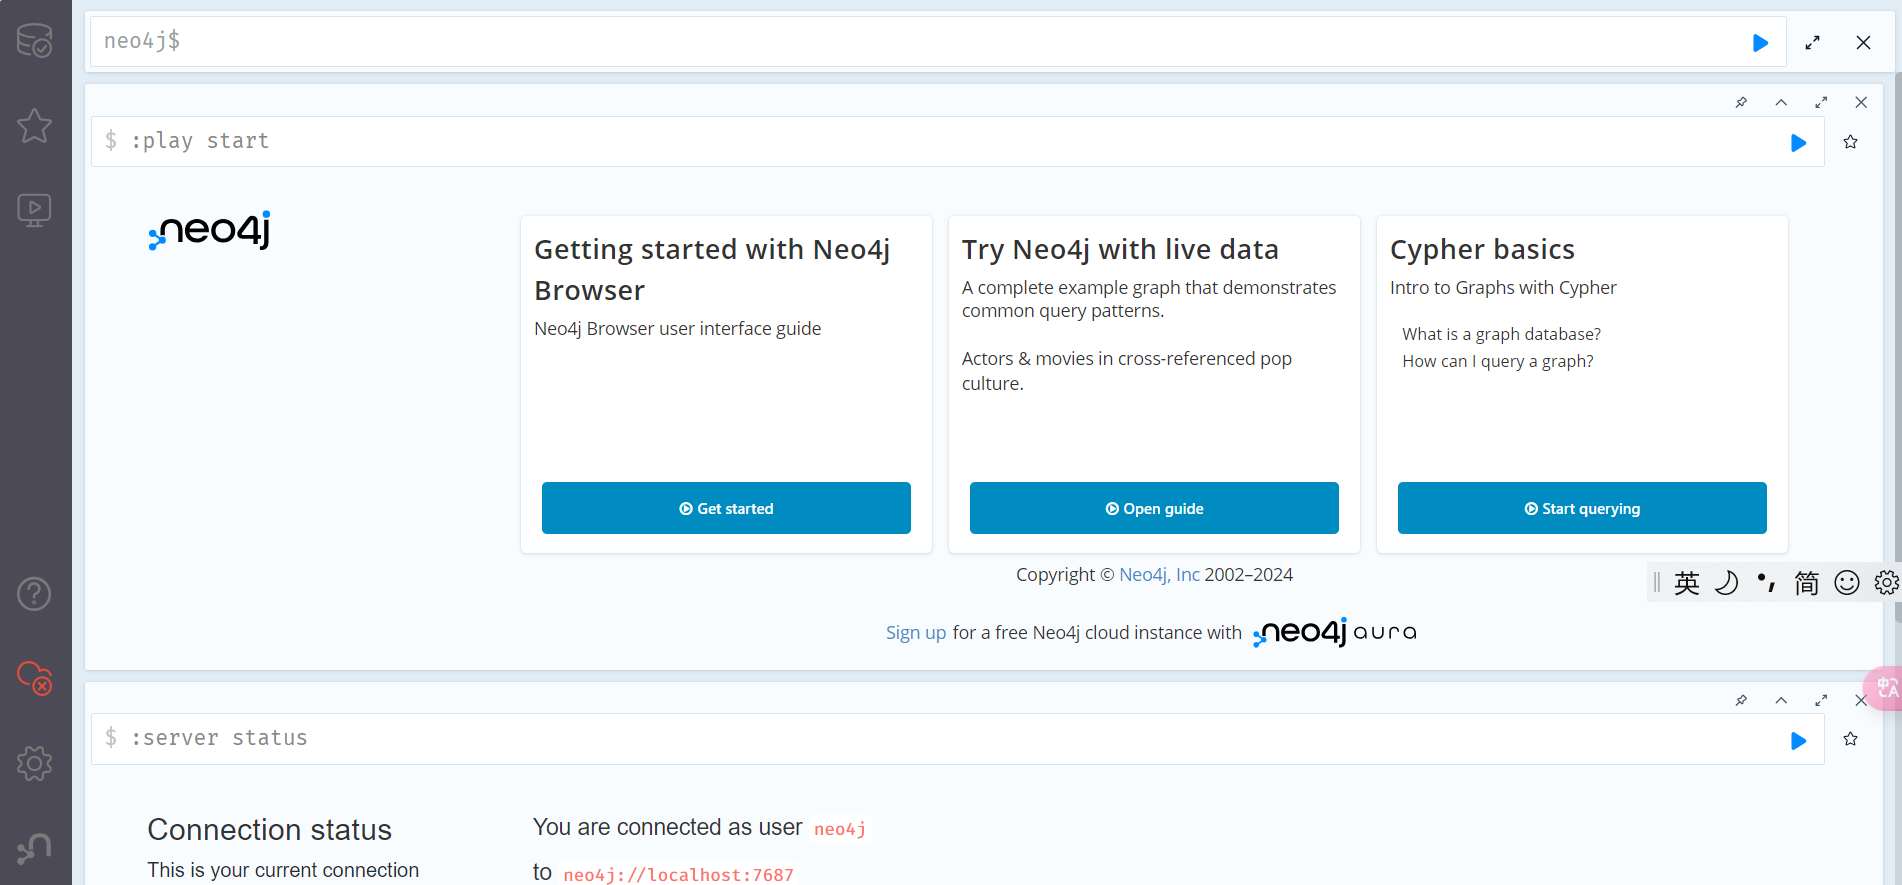 neo4j$
$ :play start
neo4j
Getting started with Neo4j
Browser
Neo4j Browser user interface guide
Get started
Try Neo4j with live data
A complete example graph that demonstrates
common query patterns.
Actors & movies in cross-referenced pop
culture.
Open guide
Cypher basics
Intro to Graphs with Cypher
What is a graph database?
How can I query a graph?
Start querying
Copyright © Neo4j, Inc 2002–2024
英 简
Sign up for a free Neo4j cloud instance with neo4j aura
中A
$ :server status
Connection status
This is your current connection
You are connected as user neo4j
to neo4j://localhost:7687